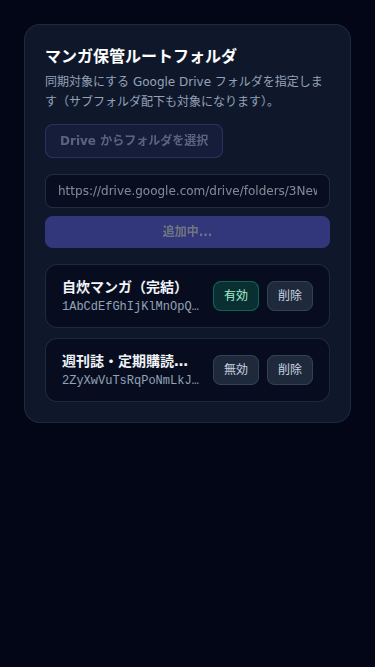 マンガ保管ルートフォルダ
同期対象にする Google Drive フォルダを指定しま
す（サブフォルダ配下も対象になります）。
Drive からフォルダを選択
https://drive.google.com/drive/folders/3Nev
追加中...
自炊マンガ（完結） 有効 削除
1AbCdEfGhIjKlMnOpQ…
週刊誌・定期購読… 無効 削除
2ZyXwVuTsRqPoNmLkJ…